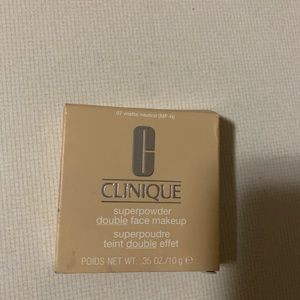 07 matte neutral (MF-N)
C
CLINIQUE
superpowder
double face makeup
superpoudre
teint double effet
POIDS NET WT. .35 OZ/10 g